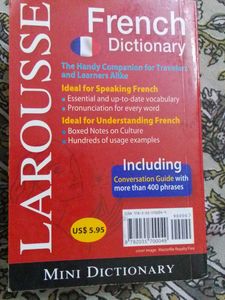 LAROUSSE
French
Dictionary
The Handy Companion for Travelers
and Learners Alike
Ideal for Speaking French
• Essential and up-to-date vocabulary
• Pronunciation for every word
Ideal for Understanding French
• Boxed Notes on Culture
• Hundreds of usage examples
Including
Conversation Guide with
more than 400 phrases
US$ 5.95
MINI DICTIONARY